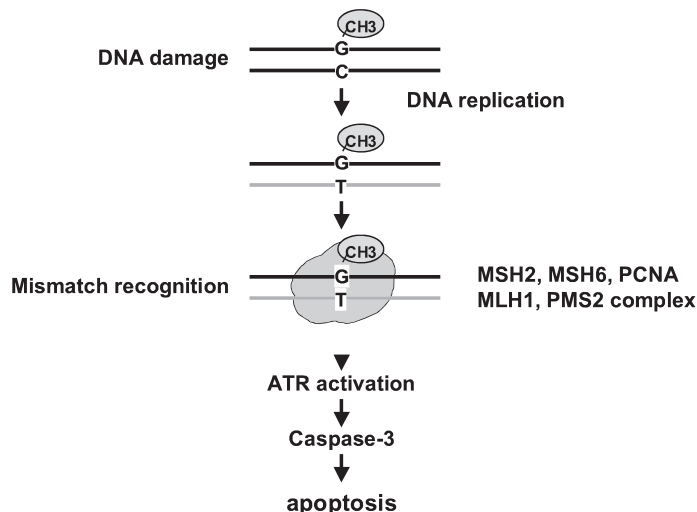 CH3
G
DNA damage
C
DNA replication
CH3
G
T
CH3
G
Mismatch recognition
T
MSH2, MSH6, PCNA
MLH1, PMS2 complex
ATR activation
Caspase-3
apoptosis